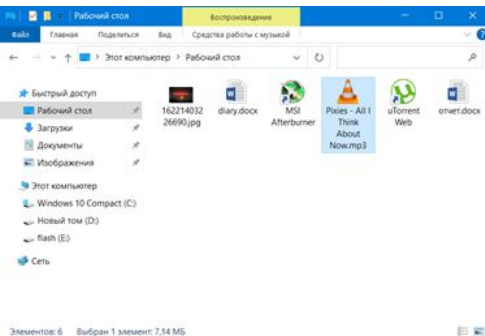 Рабочий стол
Воспроизведение
Файл Главная Поделиться Вид Средства работы с музыкой
Этот компьютер > Рабочий стол
Быстрый доступ
Рабочий стол
Загрузки
Документы
Изображения
Этот компьютер
Windows 10 Compact (C:)
Новый том (D:)
flash (E:)
Сеть
162214032
26690.jpg
diary.docx
MSI
Afterburner
Pixies - All I
Think
About
Now.mp3
uTorrent
Web
отчет.docx
Элементов: 6 Выбран 1 элемент: 7,14 МБ